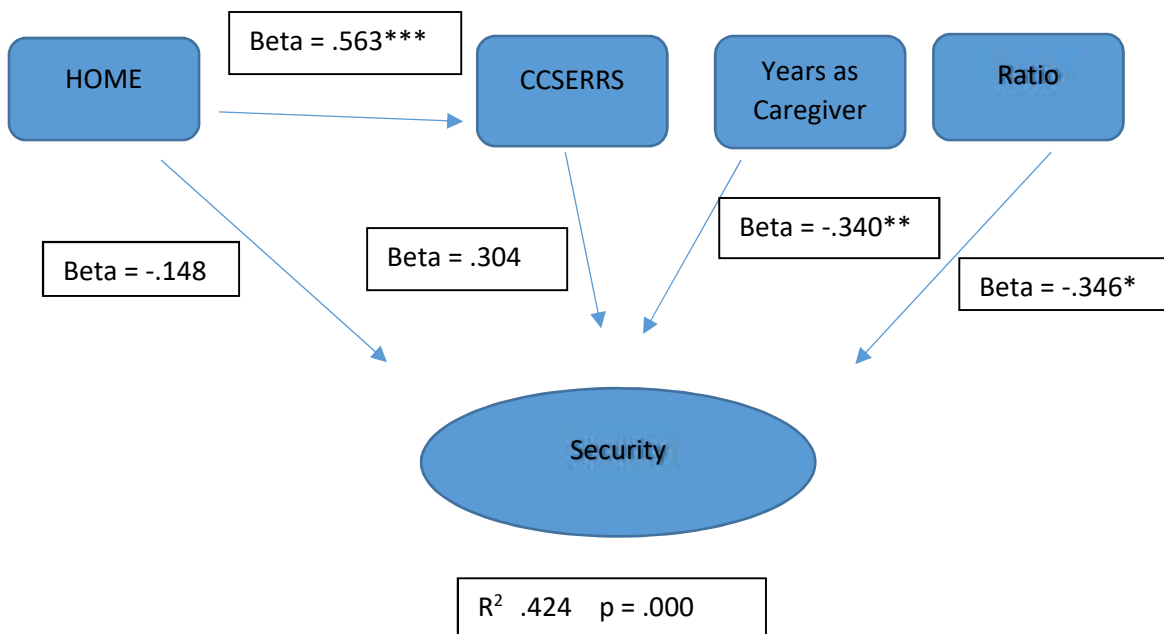 Beta = .563***
HOME
CCSERRS
Years as
Caregiver
Ratio
Beta = -.148
Beta = .304
Beta = -.340**
Beta = -.346*
Security
R² .424 p = .000